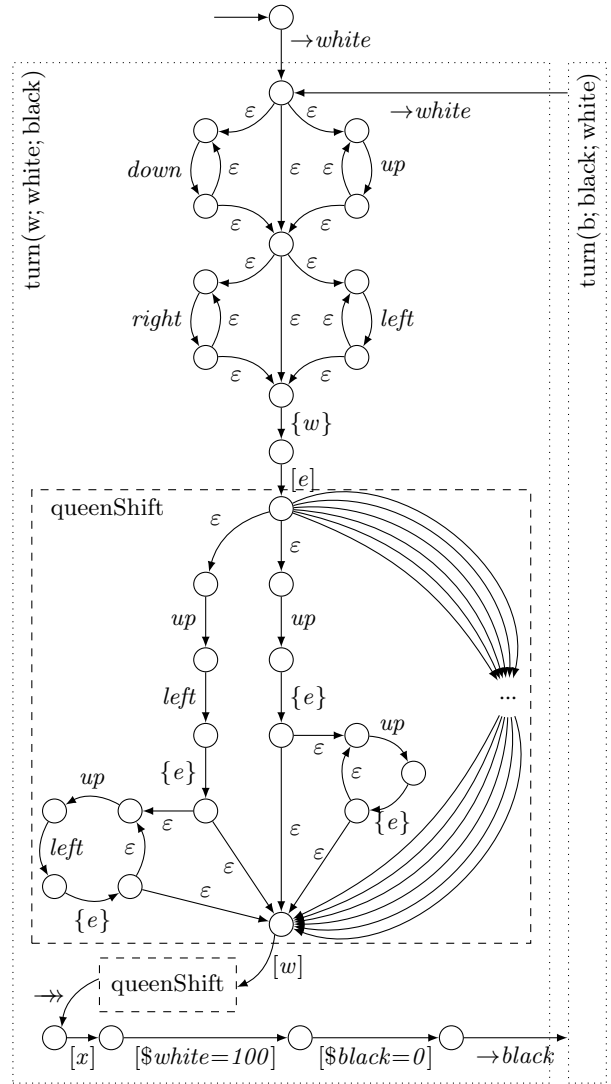 →white
turn(w; white; black)
turn(b; black; white)
→white
ε ε
down ε ε ε up
ε ε
ε ε
right ε ε ε left
ε ε
{w}
[e]
queenShift
ε ε
up up
left {e}
...
up
ε
{e} ε
up {e}
ε
left ε ε
ε ε
ε
{e}
[w]
queenShift
↠
[x] [$white=100] [$black=0] →black